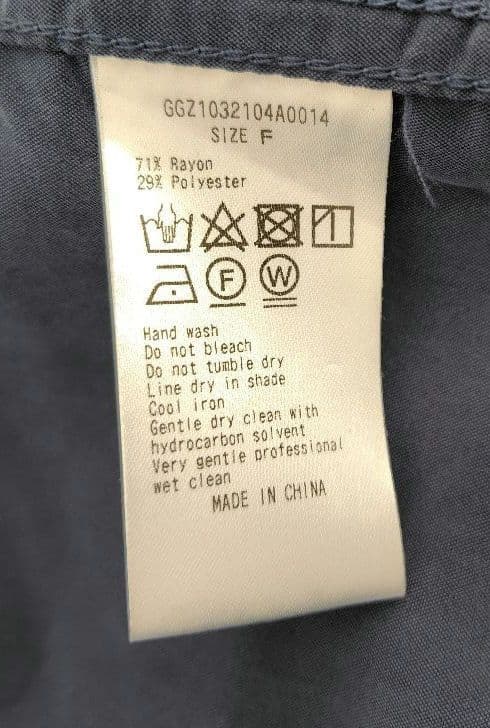 GGZ1032104A0014
SIZE F
71% Rayon
29% Polyester
F W
Hand wash
Do not bleach
Do not tumble dry
Line dry in shade
Cool iron
Gentle dry clean with
hydrocarbon solvent
Very gentle professional
wet clean
MADE IN CHINA